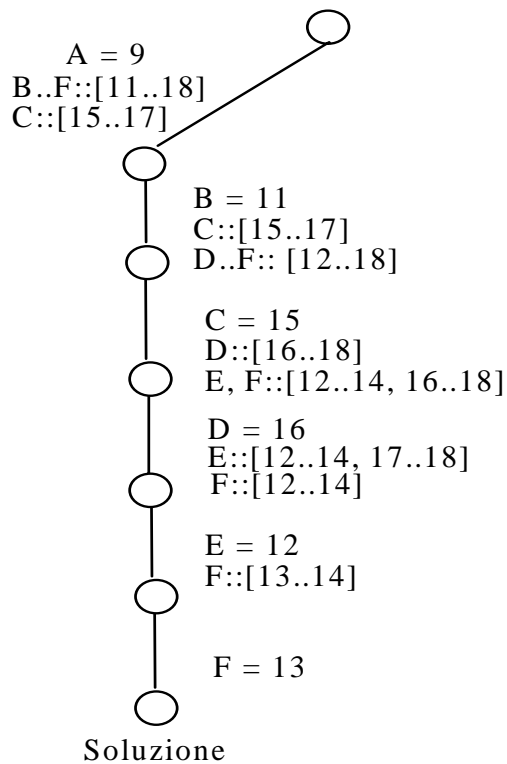 A = 9
B..F::[11..18]
C::[15..17]
B = 11
C::[15..17]
D..F:: [12..18]
C = 15
D::[16..18]
E, F::[12..14, 16..18]
D = 16
E::[12..14, 17..18]
F::[12..14]
E = 12
F::[13..14]
F = 13
Soluzione